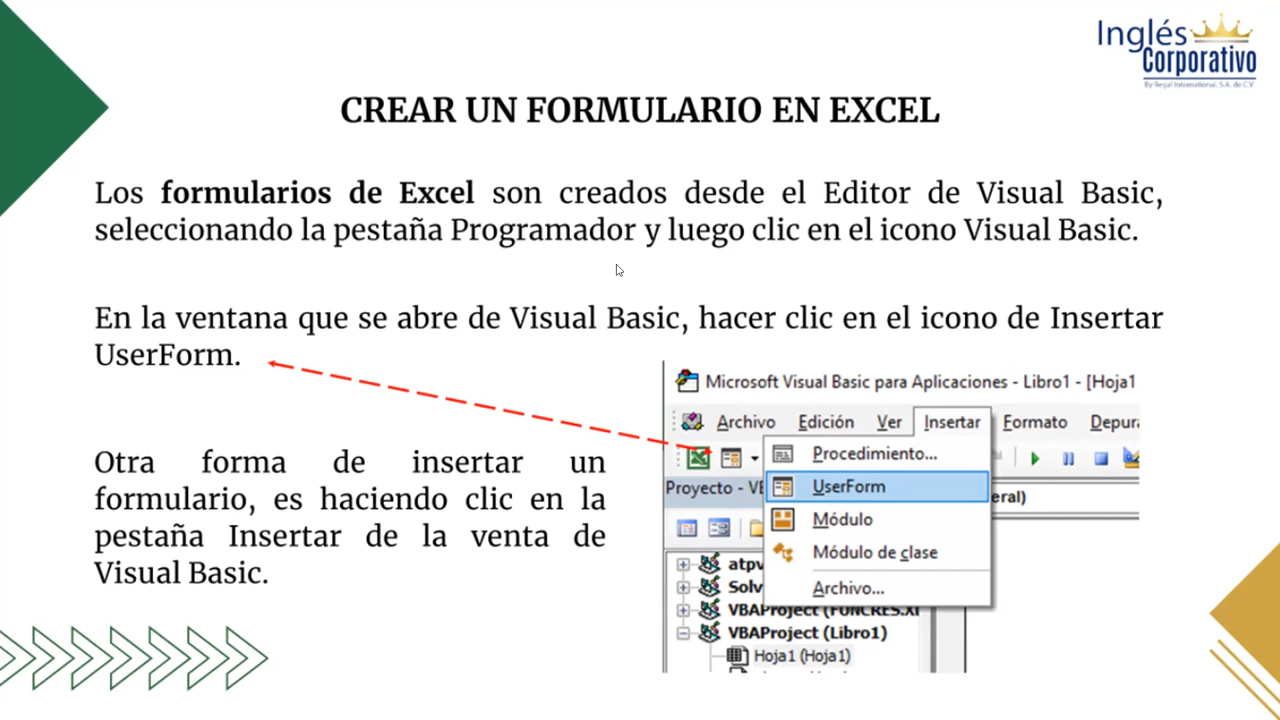 Inglés
Corporativo
By Regal International, S.A. de C.V.
CREAR UN FORMULARIO EN EXCEL
Los formularios de Excel son creados desde el Editor de Visual Basic,
seleccionando la pestaña Programador y luego clic en el icono Visual Basic.
En la ventana que se abre de Visual Basic, hacer clic en el icono de Insertar
UserForm.
Otra forma de insertar un
formulario, es haciendo clic en la
pestaña Insertar de la venta de
Visual Basic.
Microsoft Visual Basic para Aplicaciones - Libro1 - [Hoja1
Archivo Edición Ver Insertar Formato Depura
Procedimiento...
Proyecto - VB
UserForm
eral)
Módulo
Módulo de clase
atpv
Solv
Archivo...
VBAProject (FUNCRES.XL
VBAProject (Libro1)
Hoja1 (Hoja1)